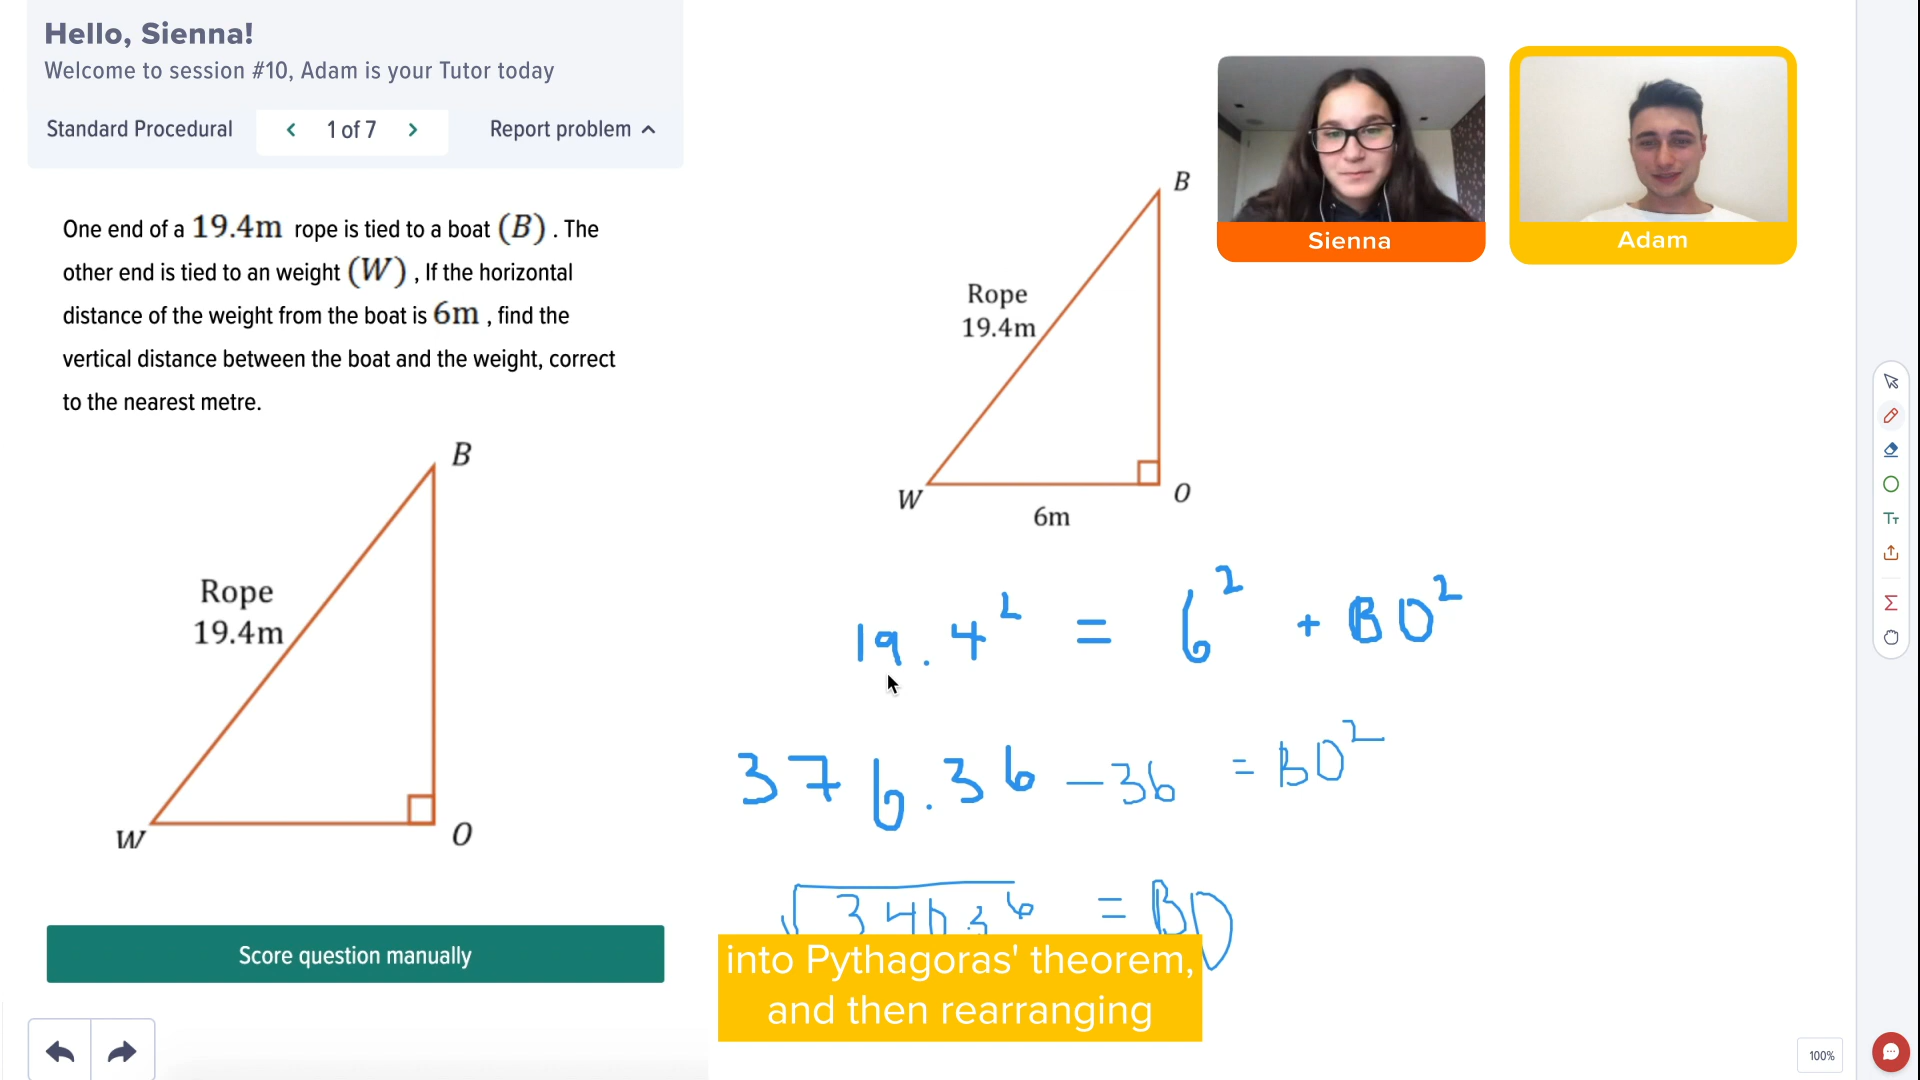 Hello, Sienna!
Welcome to session #10, Adam is your Tutor today
Standard Procedural
1 of 7
Report problem
One end of a 19.4m rope is tied to a boat (B) . The
other end is tied to an weight (W) , If the horizontal
distance of the weight from the boat is 6m , find the
vertical distance between the boat and the weight, correct
to the nearest metre.
B
Rope
19.4m
W
O
Score question manually
Sienna
Adam
B
Rope
19.4m
W
O
6m
19.4² = 6² + BO²
376.36 – 36 = BO²
√340.36 = BO
into Pythagoras' theorem,
and then rearranging
Tт
Σ
100%